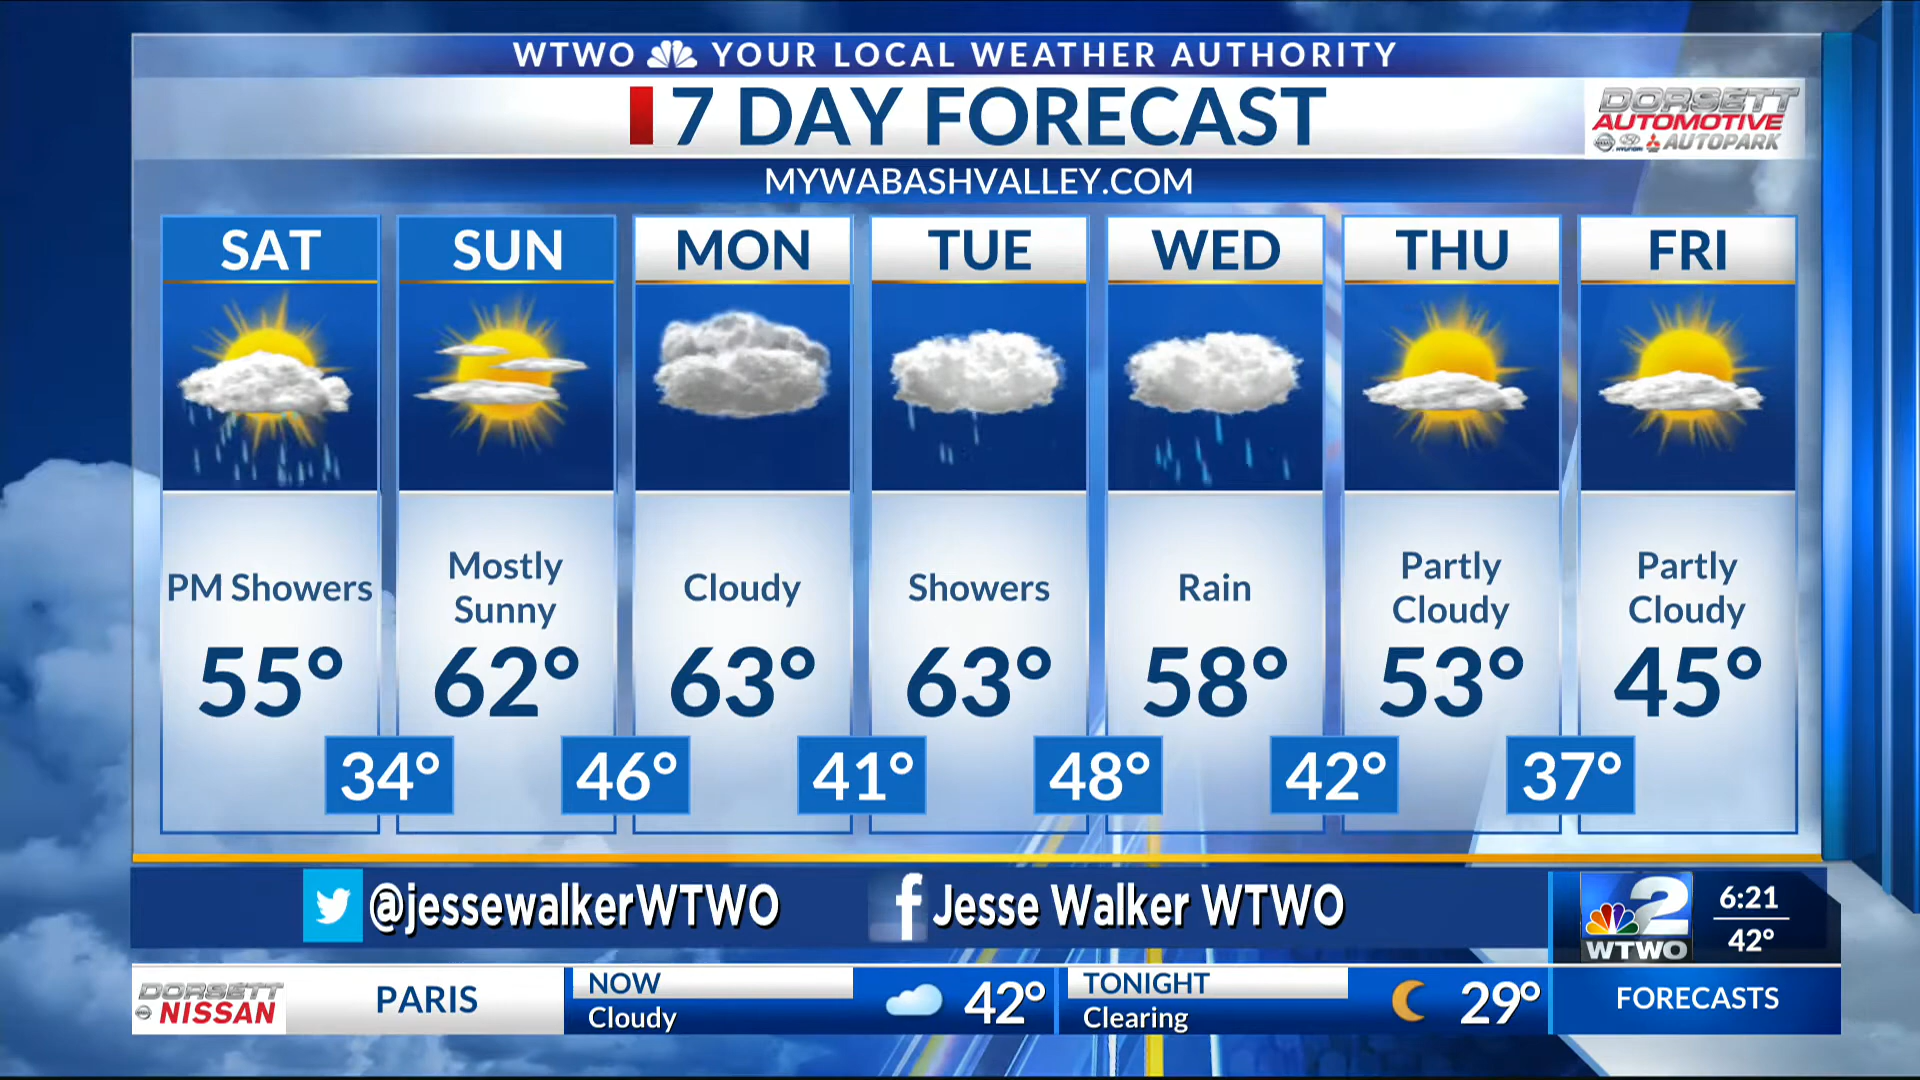 WTWO YOUR LOCAL WEATHER AUTHORITY
7 DAY FORECAST
DORSETT
AUTOMOTIVE
AUTOPARK
MYWABASHVALLEY.COM
SAT SUN MON TUE WED THU FRI
PM Showers
Mostly
Sunny
Cloudy
Showers
Rain
Partly
Cloudy
Partly
Cloudy
55° 62° 63° 63° 58° 53° 45°
34° 46° 41° 48° 42° 37°
@jessewalkerWTWO
f Jesse Walker WTWO
2
WTWO
6:21
42°
DORSETT
NISSAN
PARIS
NOW
Cloudy
42°
TONIGHT
Clearing
29°
FORECASTS